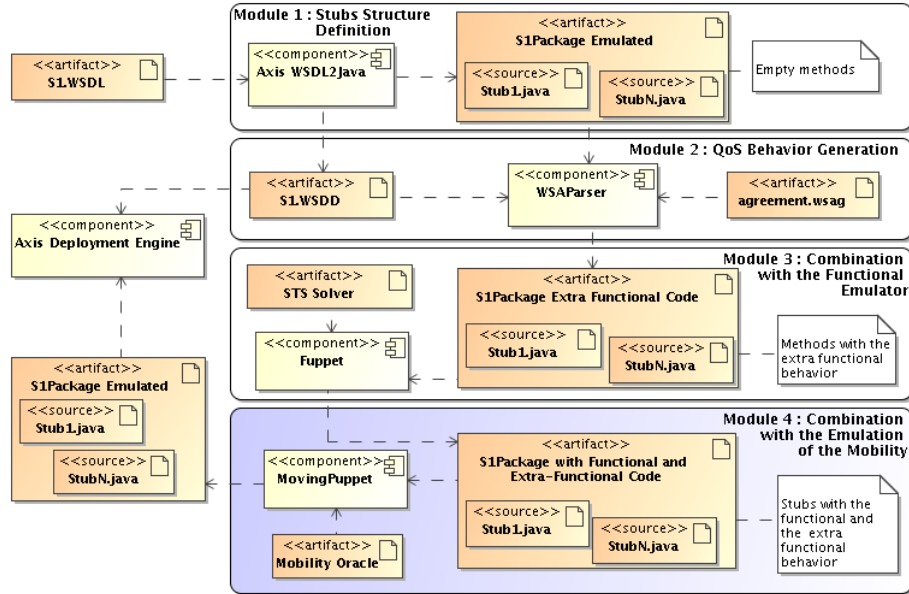 Module 1 : Stubs Structure
Definition
<<artifact>>
S1.WSDL
<<component>>
Axis WSDL2Java
<<artifact>>
S1Package Emulated
<<source>>
Stub1.java
<<source>>
StubN.java
Empty methods
Module 2 : QoS Behavior Generation
<<artifact>>
S1.WSDD
<<component>>
WSAParser
<<artifact>>
agreement.wsag
<<component>>
Axis Deployment Engine
Module 3 : Combination
with the Functional
Emulator
<<artifact>>
STS Solver
<<component>>
Fuppet
<<artifact>>
S1Package Extra Functional Code
<<source>>
Stub1.java
<<source>>
StubN.java
Methods with the
extra functional
behavior
<<artifact>>
S1Package Emulated
<<source>>
Stub1.java
<<source>>
StubN.java
Module 4 : Combination
with the Emulation
of the Mobility
<<component>>
MovingPuppet
<<artifact>>
Mobility Oracle
<<artifact>>
S1Package with Functional and
Extra-Functional Code
<<source>>
Stub1.java
<<source>>
StubN.java
Stubs with the
functional and
the extra
functional
behavior